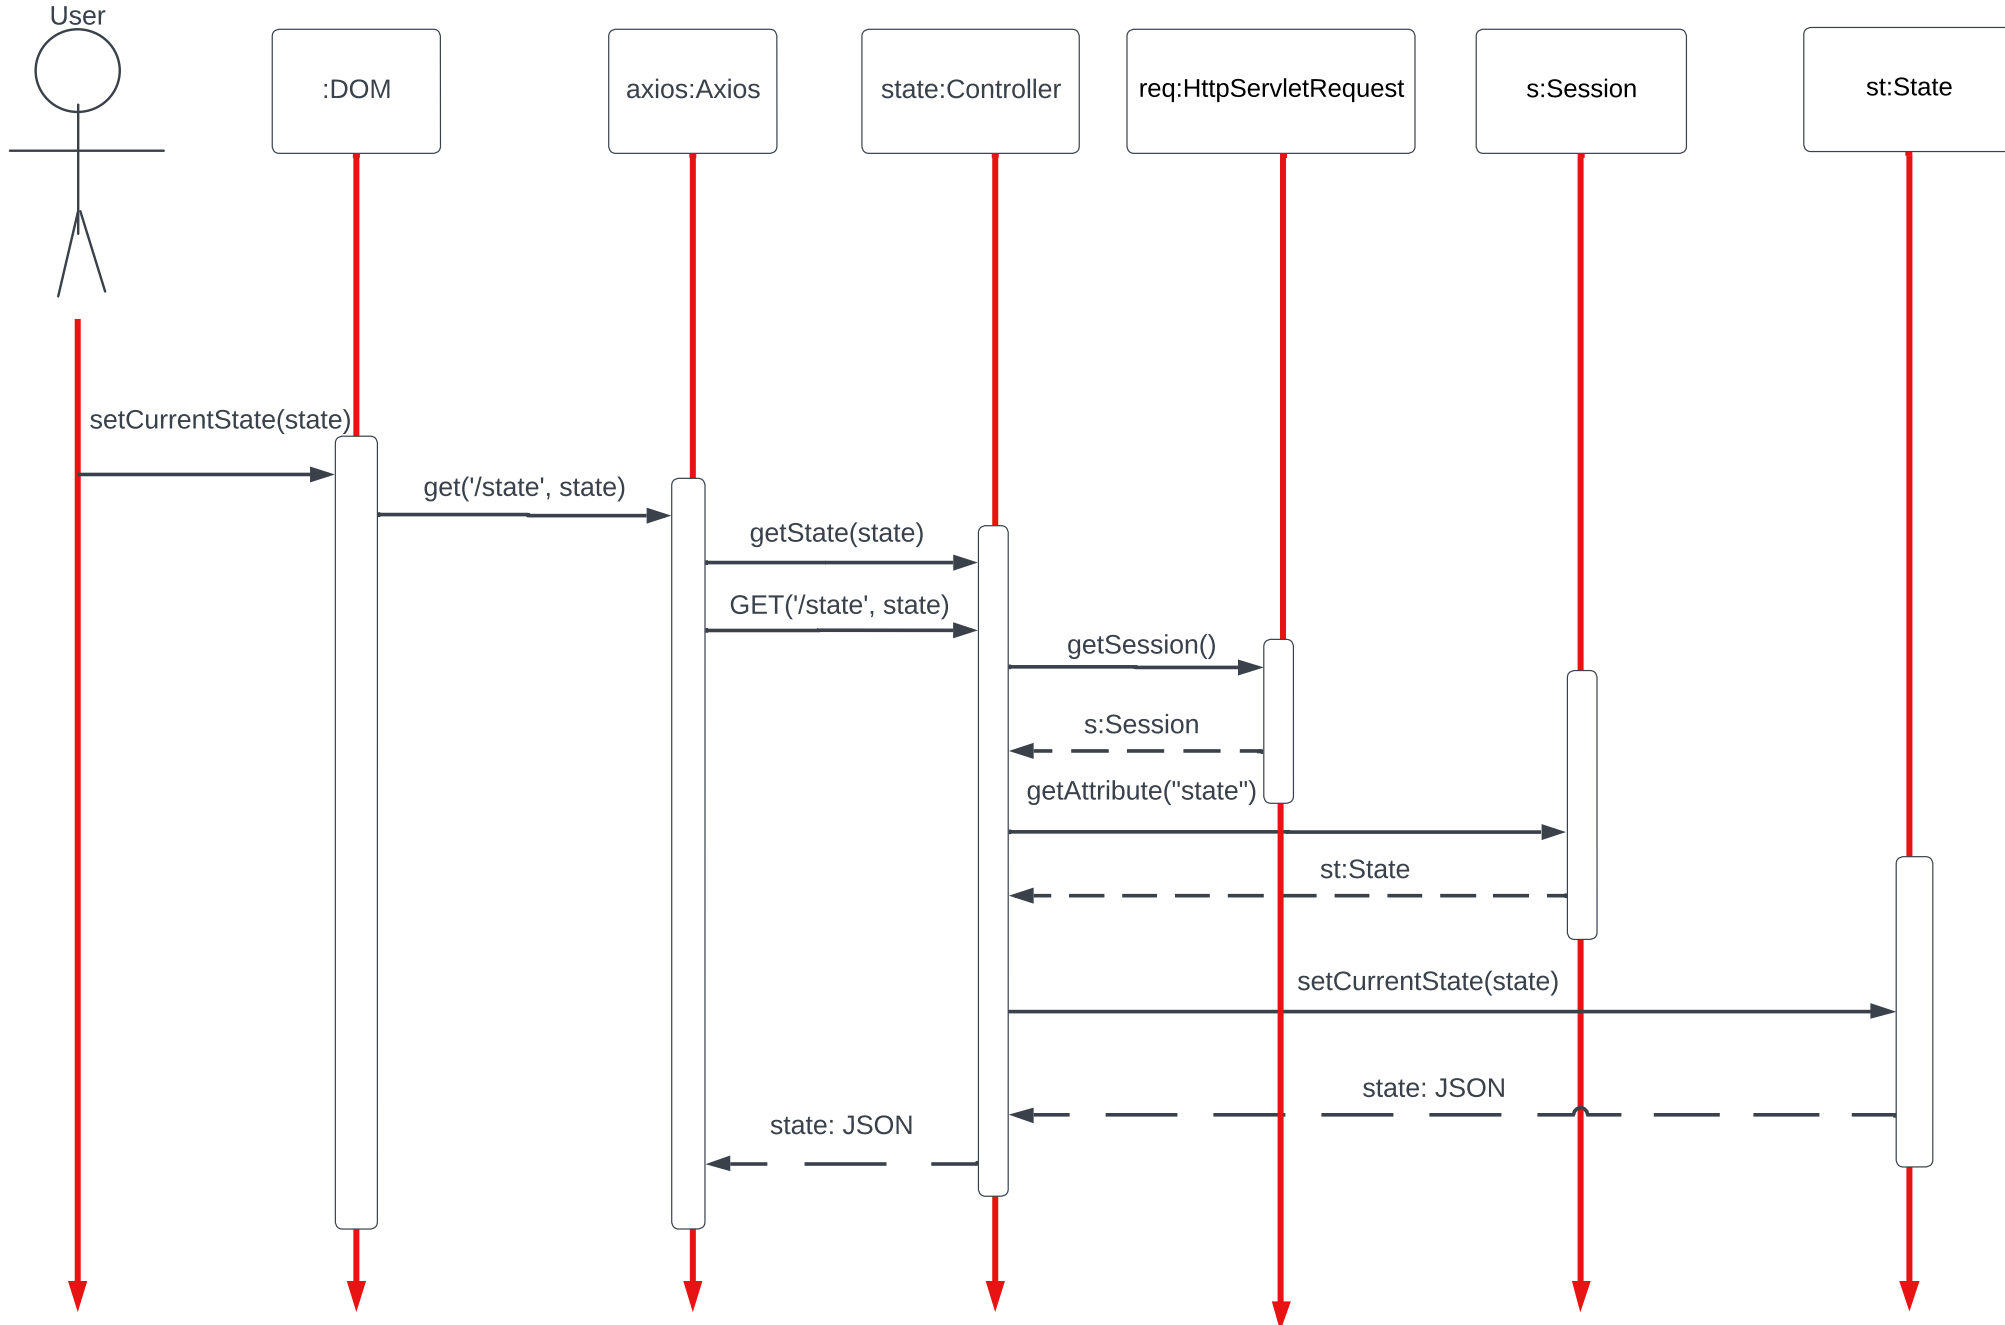 User
:DOM
axios:Axios
state:Controller
req:HttpServletRequest
s:Session
st:State
setCurrentState(state)
get('/state', state)
getState(state)
GET('/state', state)
getSession()
s:Session
getAttribute("state")
st:State
setCurrentState(state)
state: JSON
state: JSON